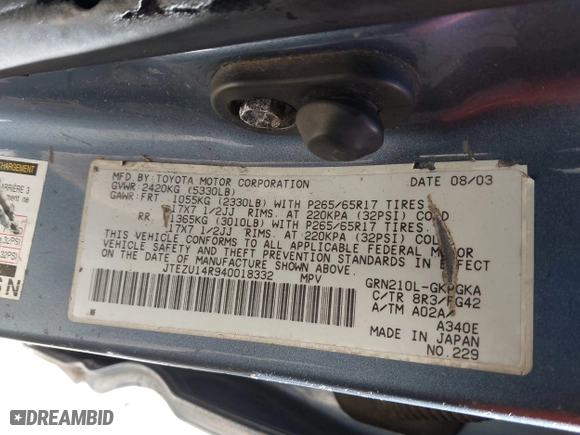 MFD.BY:TOYOTA MOTOR CORPORATION DATE 08/03
GVWR:2420KG (5330LB)
GAWR:FRT 1055KG (2330LB) WITH P265/65R17 TIRES
17X7 1/2JJ RIMS. AT 220KPA (32PSI) COLD
RR 1365KG (3010LB) WITH P265/65R17 TIRES
17X7 1/2JJ RIMS. AT 220KPA (32PSI) COLD
THIS VEHICLE CONFORMS TO ALL APPLICABLE FEDERAL MOTOR
VEHICLE SAFETY AND THEFT PREVENTION STANDARDS IN EFFECT
ON THE DATE OF MANUFACTURE SHOWN ABOVE.
JTEZU14R940018332 MPV
GRN210L-GKPGKA
C/TR 8R3/FG42
A/TM A02A/
A340E
MADE IN JAPAN
NO.229
CHARGEMENT
DREAMBID